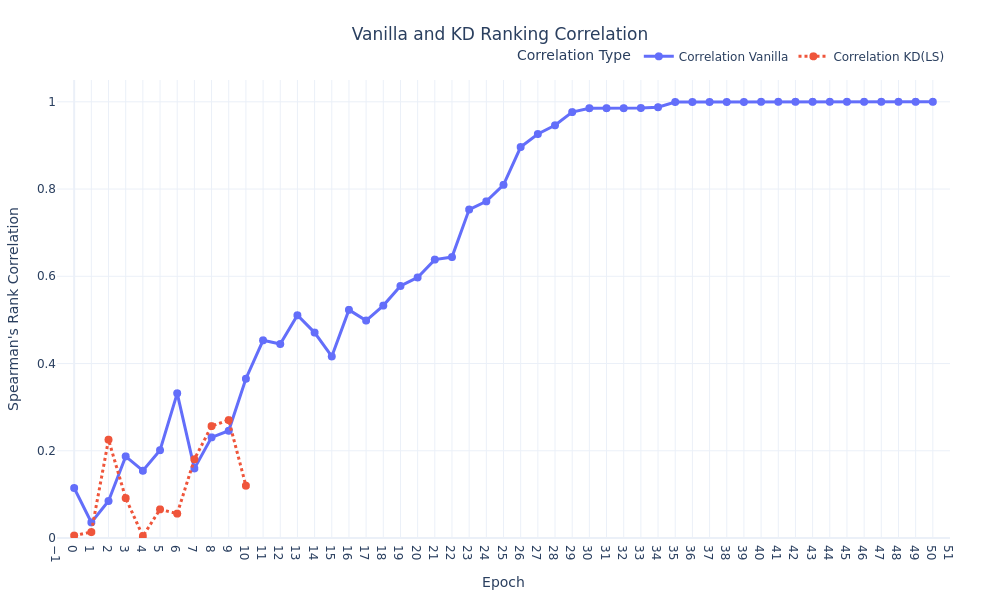 Vanilla and KD Ranking Correlation
Correlation Type Correlation Vanilla Correlation KD(LS)
Spearman's Rank Correlation
1
0.8
0.6
0.4
0.2
0
−1 0 1 2 3 4 5 6 7 8 9 10 11 12 13 14 15 16 17 18 19 20 21 22 23 24 25 26 27 28 29 30 31 32 33 34 35 36 37 38 39 40 41 42 43 44 45 46 47 48 49 50 51
Epoch